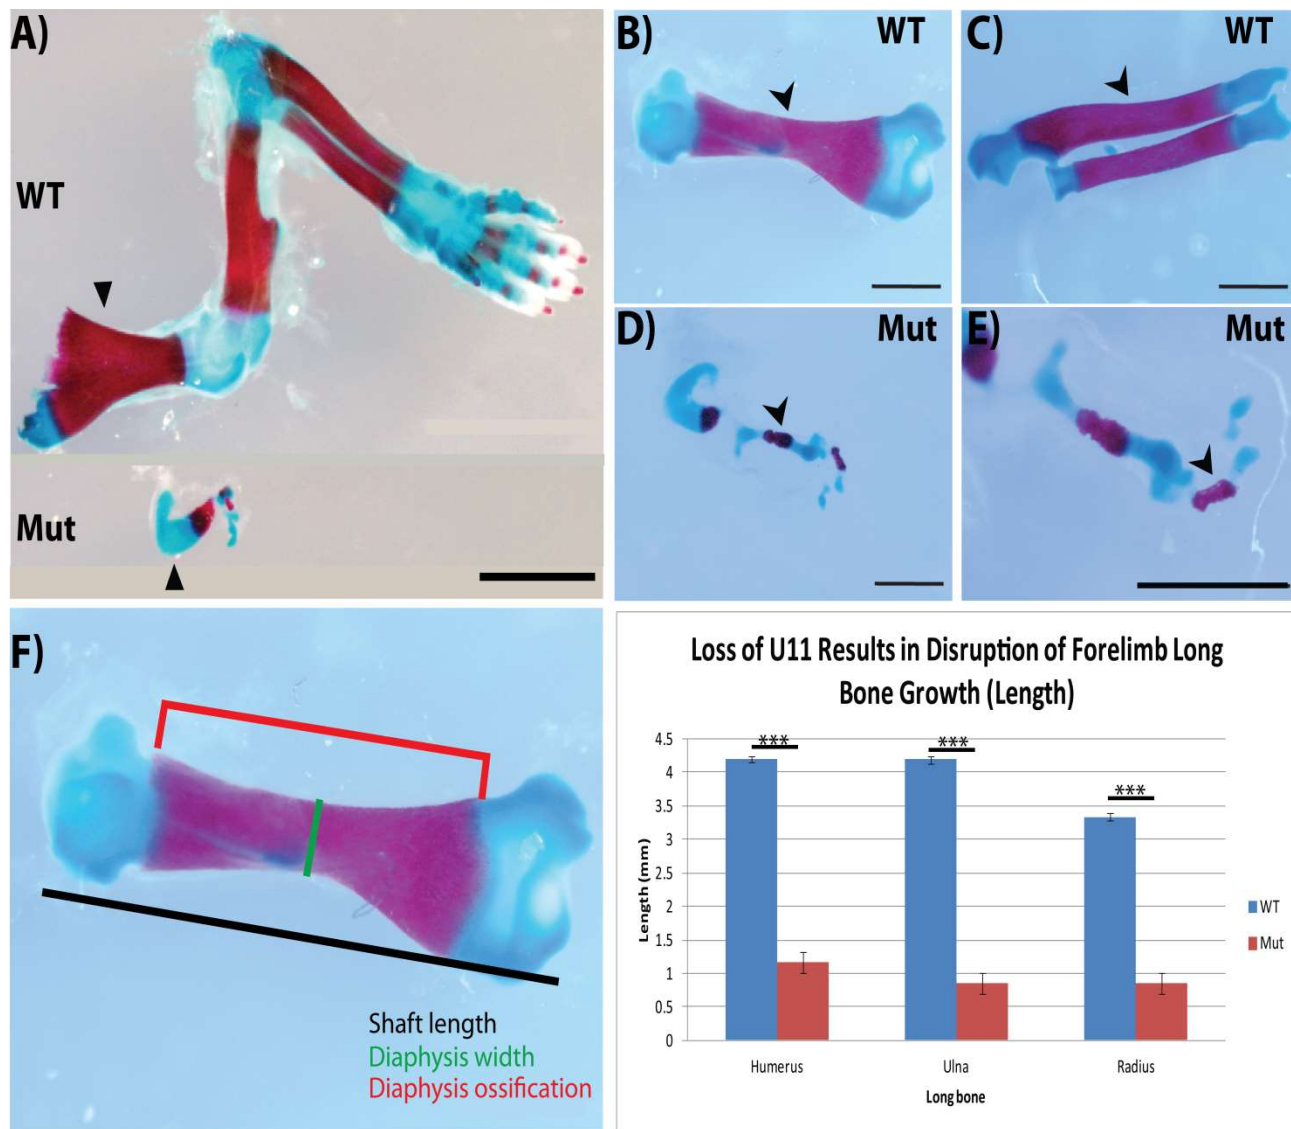 A)
WT
Mut
B)
WT
C)
WT
D)
Mut
E)
Mut
F)
Shaft length
Diaphysis width
Diaphysis ossification
Loss of U11 Results in Disruption of Forelimb Long
Bone Growth (Length)
Length (mm)
4.5
4
3.5
3
2.5
2
1.5
1
0.5
0
***
***
***
Humerus
Ulna
Radius
Long bone
WT
Mut